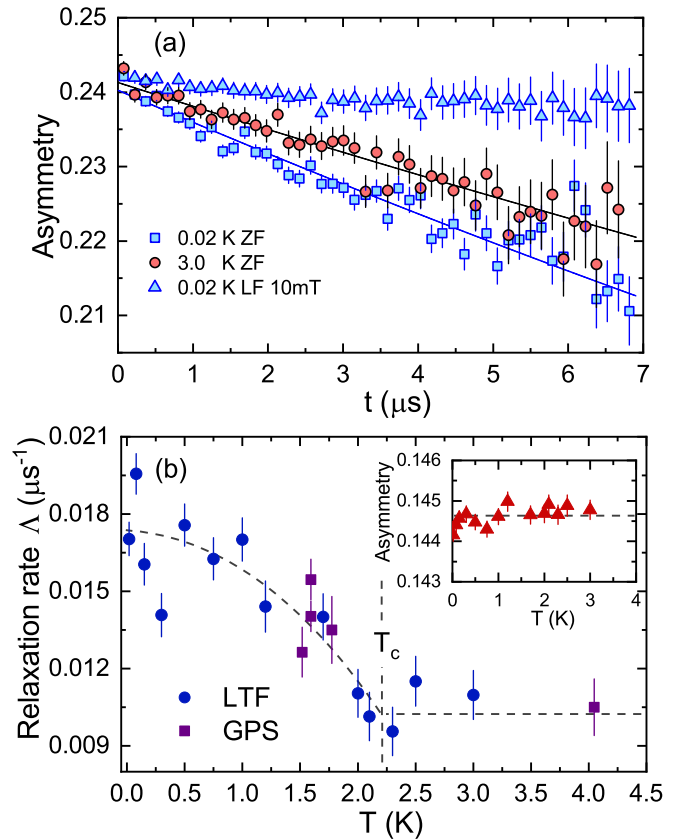 0.25
(a)
0.24
0.23
0.22
0.21
Asymmetry
0.02 K ZF
3.0 K ZF
0.02 K LF 10mT
0 1 2 3 4 5 6 7
t (μs)
0.021
(b)
0.018
0.015
0.012
0.009
Relaxation rate Λ (μs⁻¹)
0.146
0.145
0.144
0.143
Asymmetry
0 1 2 3 4
T (K)
T_c
LTF
GPS
0.0 0.5 1.0 1.5 2.0 2.5 3.0 3.5 4.0 4.5
T (K)